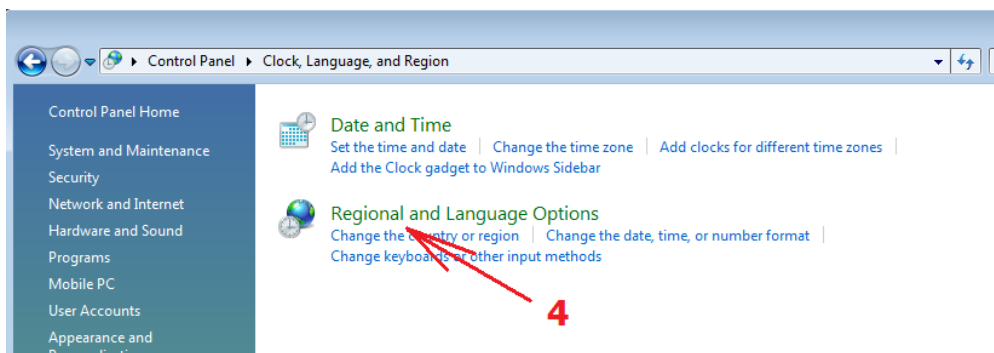 Control Panel Clock, Language, and Region
Control Panel Home
System and Maintenance
Security
Network and Internet
Hardware and Sound
Programs
Mobile PC
User Accounts
Appearance and
Date and Time
Set the time and date Change the time zone Add clocks for different time zones
Add the Clock gadget to Windows Sidebar
Regional and Language Options
Change the country or region Change the date, time, or number format
Change keyboards or other input methods
4